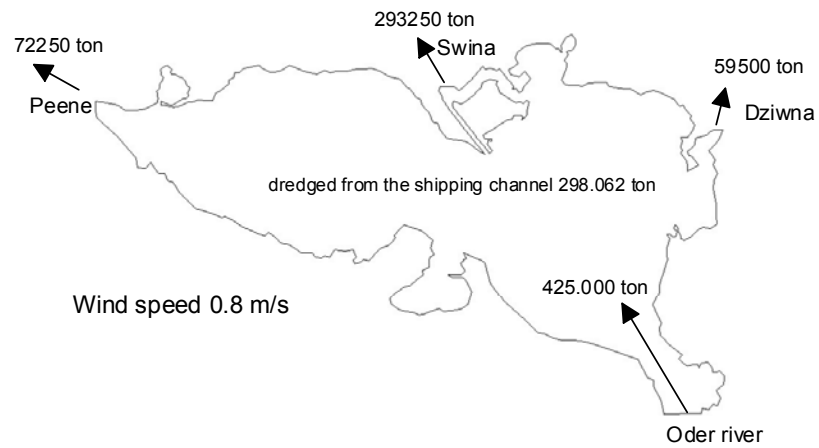 293250 ton
Swina
72250 ton
Peene
59500 ton
Dziwna
dredged from the shipping channel 298.062 ton
425.000 ton
Wind speed 0.8 m/s
Oder river